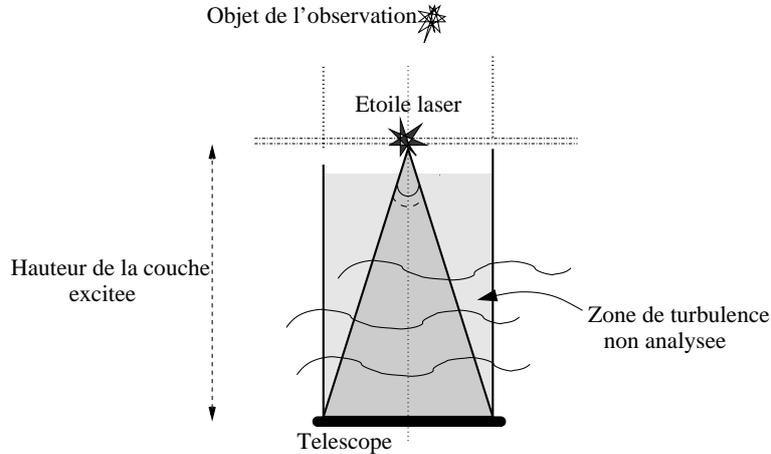 Objet de l'observation
Etoile laser
Hauteur de la couche
excitee
Zone de turbulence
non analysee
Telescope